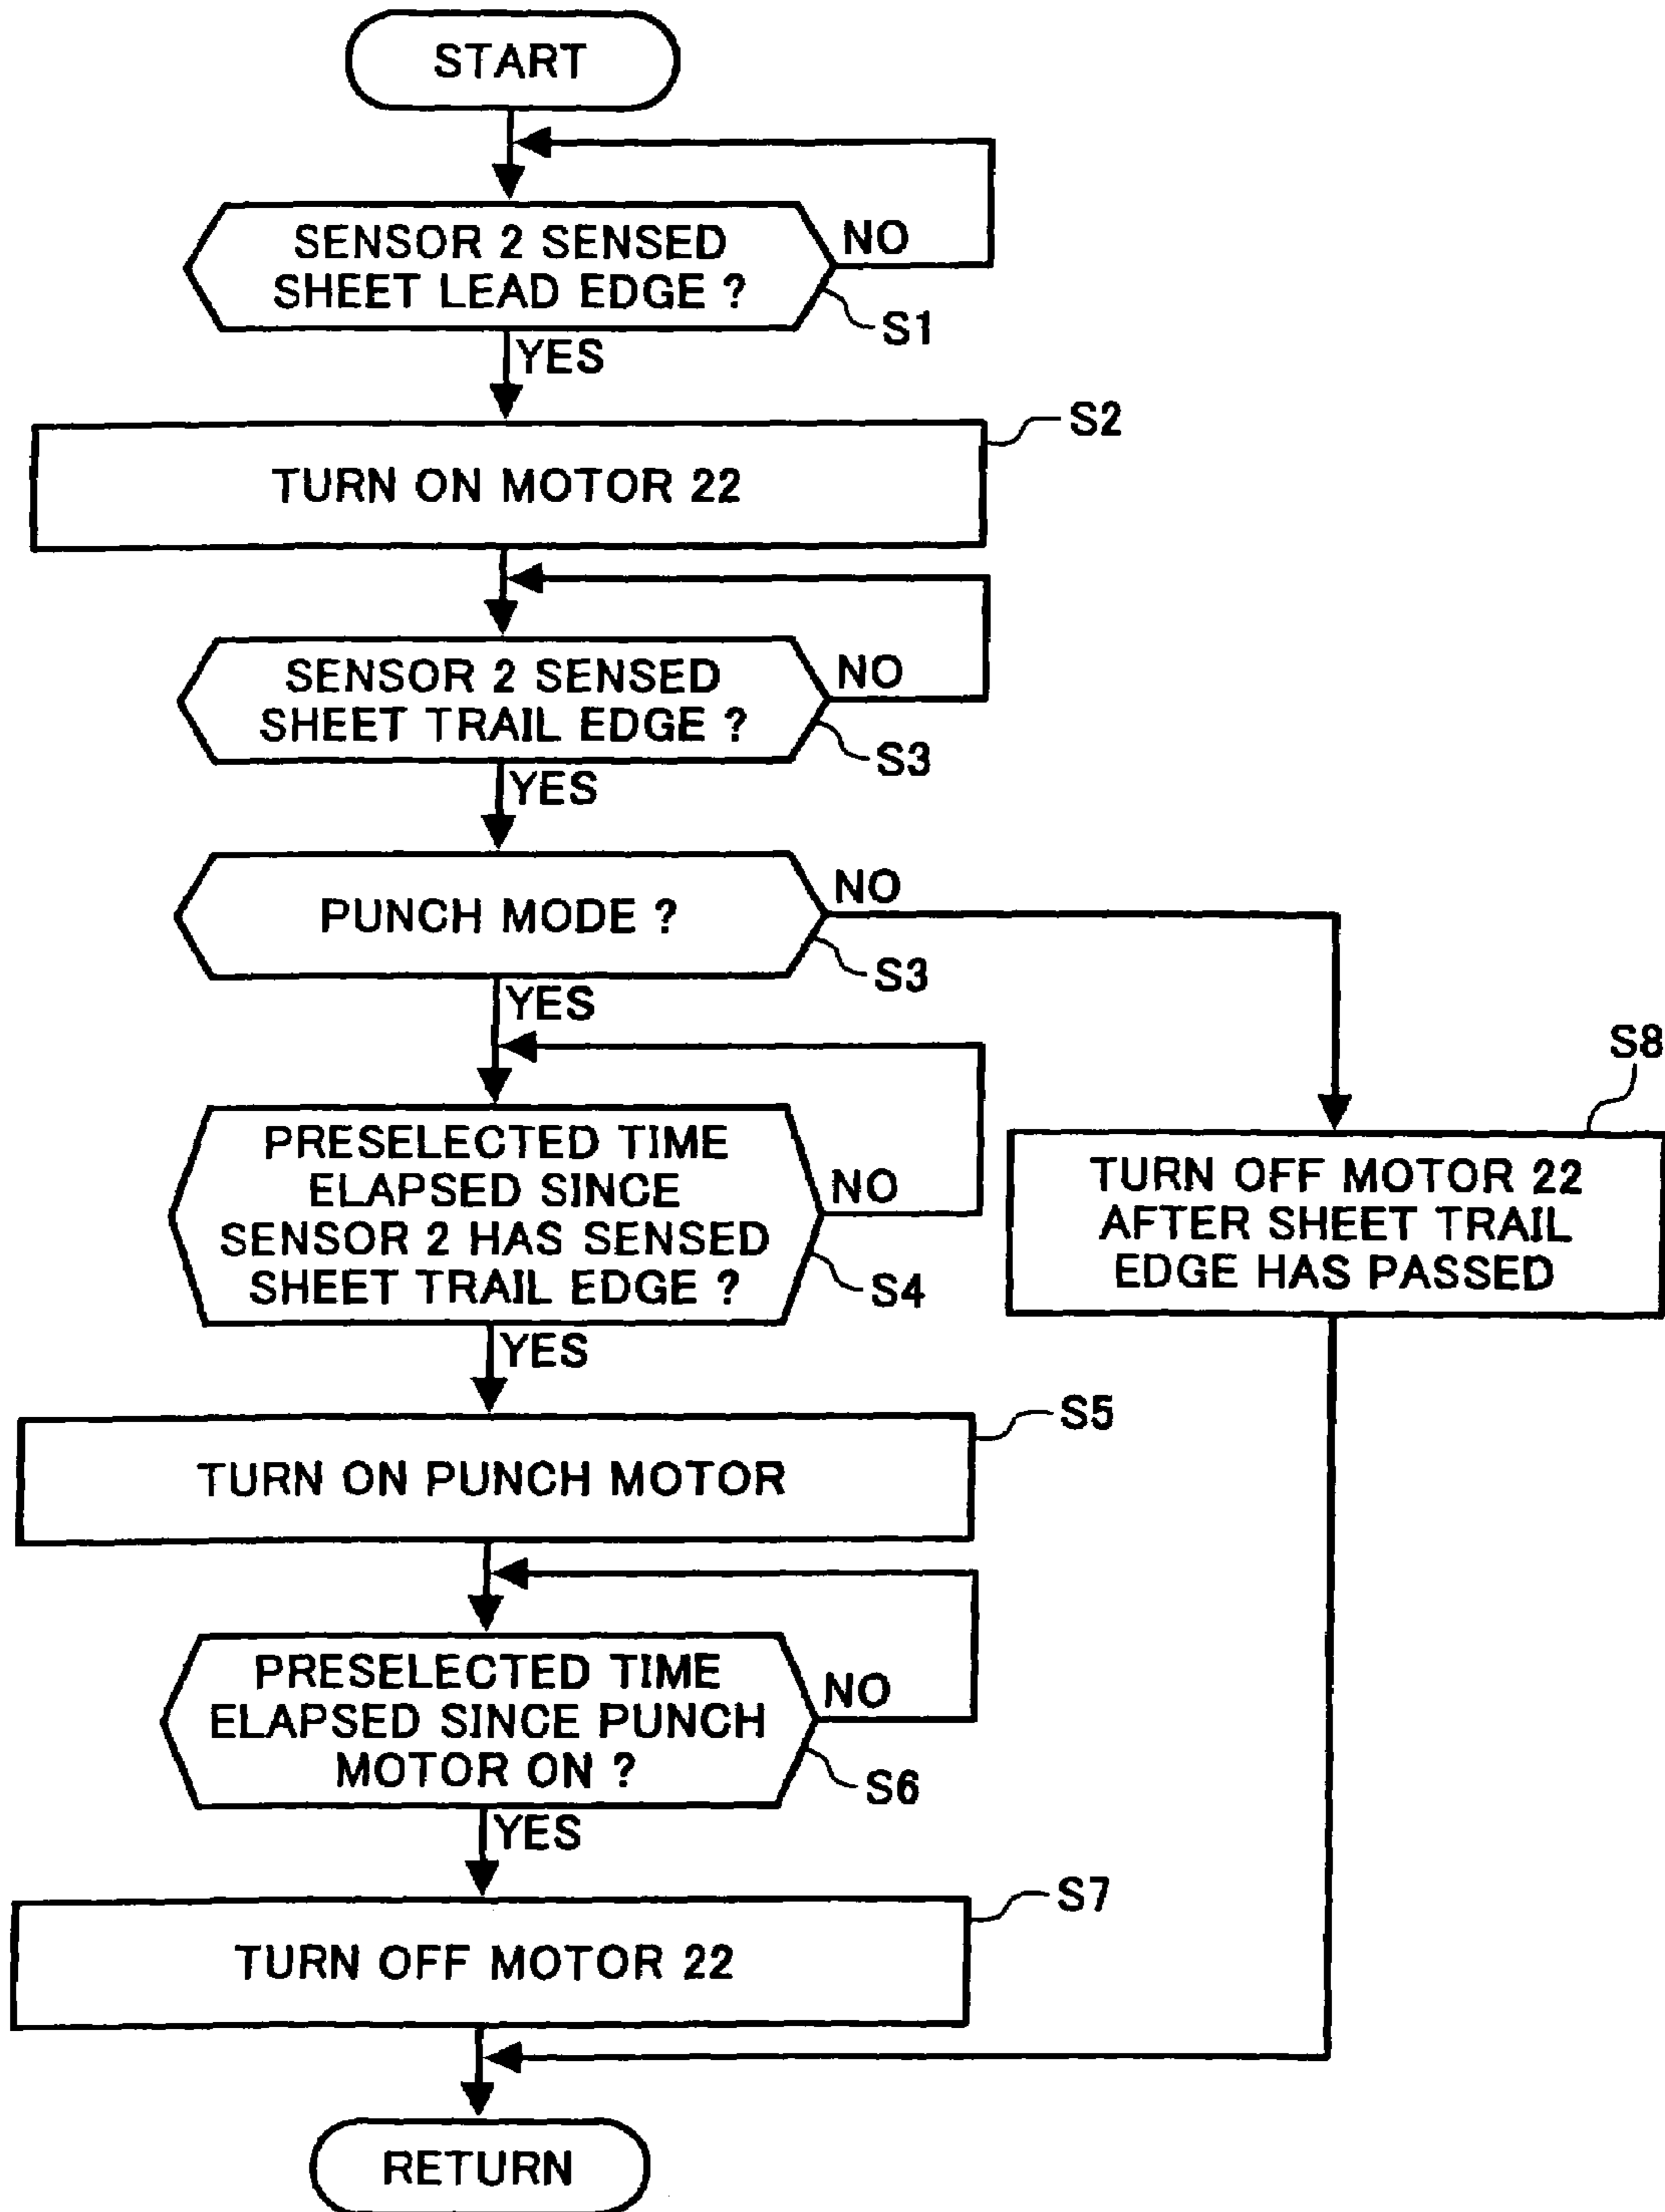 START
SENSOR 2 SENSED
SHEET LEAD EDGE ?
NO
S1
YES
S2
TURN ON MOTOR 22
SENSOR 2 SENSED
SHEET TRAIL EDGE ?
NO
S3
YES
PUNCH MODE ?
NO
S3
YES
PRESELECTED TIME
ELAPSED SINCE
SENSOR 2 HAS SENSED
SHEET TRAIL EDGE ?
NO
S4
YES
S8
TURN OFF MOTOR 22
AFTER SHEET TRAIL
EDGE HAS PASSED
S5
TURN ON PUNCH MOTOR
PRESELECTED TIME
ELAPSED SINCE PUNCH
MOTOR ON ?
NO
S6
YES
S7
TURN OFF MOTOR 22
RETURN